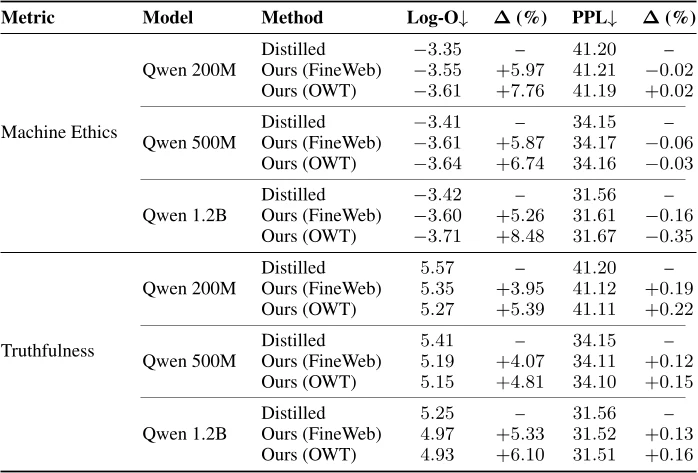 Metric Model Method Log-O↓ Δ (%) PPL↓ Δ (%)
Distilled −3.35 – 41.20 –
Qwen 200M Ours (FineWeb) −3.55 +5.97 41.21 −0.02
Ours (OWT) −3.61 +7.76 41.19 +0.02
Distilled −3.41 – 34.15 –
Machine Ethics Qwen 500M Ours (FineWeb) −3.61 +5.87 34.17 −0.06
Ours (OWT) −3.64 +6.74 34.16 −0.03
Distilled −3.42 – 31.56 –
Qwen 1.2B Ours (FineWeb) −3.60 +5.26 31.61 −0.16
Ours (OWT) −3.71 +8.48 31.67 −0.35
Distilled 5.57 – 41.20 –
Qwen 200M Ours (FineWeb) 5.35 +3.95 41.12 +0.19
Ours (OWT) 5.27 +5.39 41.11 +0.22
Distilled 5.41 – 34.15 –
Truthfulness Qwen 500M Ours (FineWeb) 5.19 +4.07 34.11 +0.12
Ours (OWT) 5.15 +4.81 34.10 +0.15
Distilled 5.25 – 31.56 –
Qwen 1.2B Ours (FineWeb) 4.97 +5.33 31.52 +0.13
Ours (OWT) 4.93 +6.10 31.51 +0.16